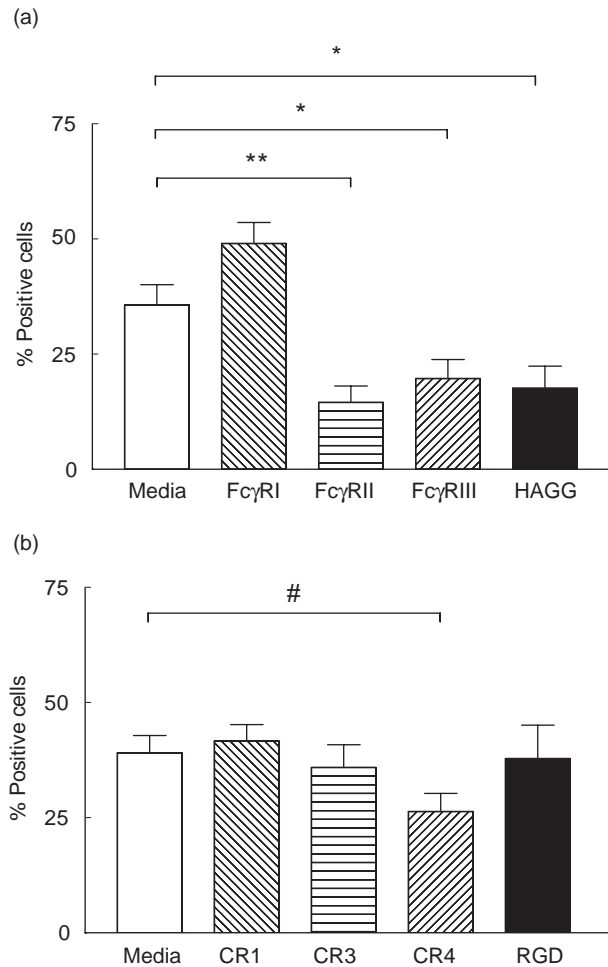 (a)
*
*
**
75
50
25
0
% Positive cells
Media FcγRI FcγRII FcγRIII HAGG
(b)
#
75
50
25
0
% Positive cells
Media CR1 CR3 CR4 RGD